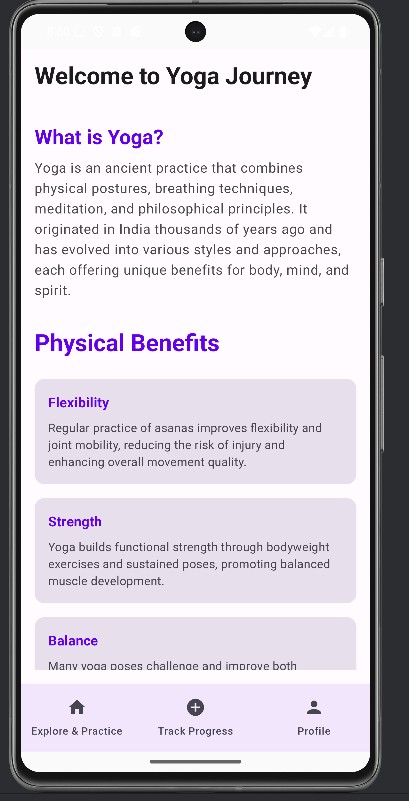 Welcome to Yoga Journey
What is Yoga?
Yoga is an ancient practice that combines
physical postures, breathing techniques,
meditation, and philosophical principles. It
originated in India thousands of years ago and
has evolved into various styles and approaches,
each offering unique benefits for body, mind, and
spirit.
Physical Benefits
Flexibility
Regular practice of asanas improves flexibility and
joint mobility, reducing the risk of injury and
enhancing overall movement quality.
Strength
Yoga builds functional strength through bodyweight
exercises and sustained poses, promoting balanced
muscle development.
Balance
Many yoga poses challenge and improve both
Explore & Practice
Track Progress
Profile